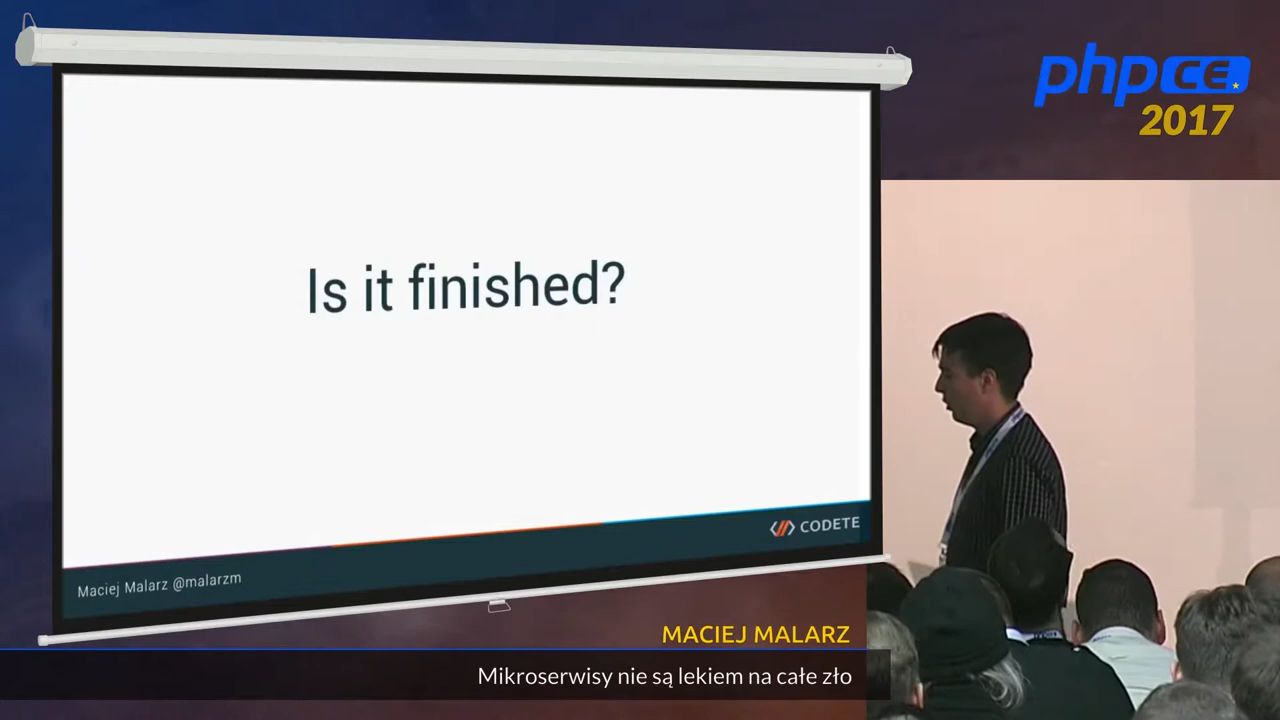 phpCE
2017
Is it finished?
CODETE
Maciej Malarz @malarzm
MACIEJ MALARZ
Mikroserwisy nie są lekiem na całe zło